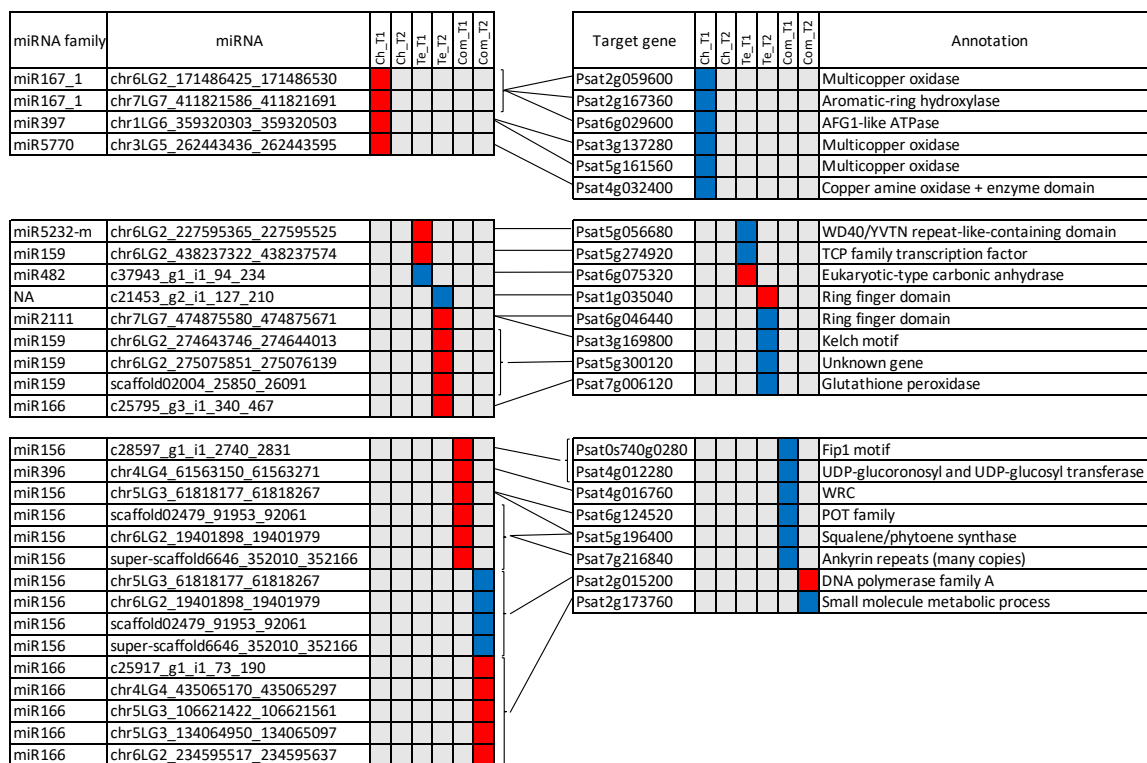 miRNA family miRNA Ch_T1 Ch_T2 Te_T1 Te_T2 Com_T1 Com_T2 Target gene Ch_T1 Ch_T2 Te_T1 Te_T2 Com_T1 Com_T2 Annotation
miR167_1 chr6LG2_171486425_171486530 Psat2g059600 Multicopper oxidase
miR167_1 chr7LG7_411821586_411821691 Psat2g167360 Aromatic-ring hydroxylase
miR397 chr1LG6_359320303_359320503 Psat6g029600 AFG1-like ATPase
miR5770 chr3LG5_262443436_262443595 Psat3g137280 Multicopper oxidase
Psat5g161560 Multicopper oxidase
Psat4g032400 Copper amine oxidase + enzyme domain
miR5232-m chr6LG2_227595365_227595525 Psat5g056680 WD40/YVTN repeat-like-containing domain
miR159 chr6LG2_438237322_438237574 Psat5g274920 TCP family transcription factor
miR482 c37943_g1_i1_94_234 Psat6g075320 Eukaryotic-type carbonic anhydrase
NA c21453_g2_i1_127_210 Psat1g035040 Ring finger domain
miR2111 chr7LG7_474875580_474875671 Psat6g046440 Ring finger domain
miR159 chr6LG2_274643746_274644013 Psat3g169800 Kelch motif
miR159 chr6LG2_275075851_275076139 Psat5g300120 Unknown gene
miR159 scaffold02004_25850_26091 Psat7g006120 Glutathione peroxidase
miR166 c25795_g3_i1_340_467
miR156 c28597_g1_i1_2740_2831 Psat0s740g0280 Fip1 motif
miR396 chr4LG4_61563150_61563271 Psat4g012280 UDP-glucoronosyl and UDP-glucosyl transferase
miR156 chr5LG3_61818177_61818267 Psat4g016760 WRC
miR156 scaffold02479_91953_92061 Psat6g124520 POT family
miR156 chr6LG2_19401898_19401979 Psat5g196400 Squalene/phytoene synthase
miR156 super-scaffold6646_352010_352166 Psat7g216840 Ankyrin repeats (many copies)
miR156 chr5LG3_61818177_61818267 Psat2g015200 DNA polymerase family A
miR156 chr6LG2_19401898_19401979 Psat2g173760 Small molecule metabolic process
miR156 scaffold02479_91953_92061
miR156 super-scaffold6646_352010_352166
miR166 c25917_g1_i1_73_190
miR166 chr4LG4_435065170_435065297
miR166 chr5LG3_106621422_106621561
miR166 chr5LG3_134064950_134065097
miR166 chr6LG2_234595517_234595637